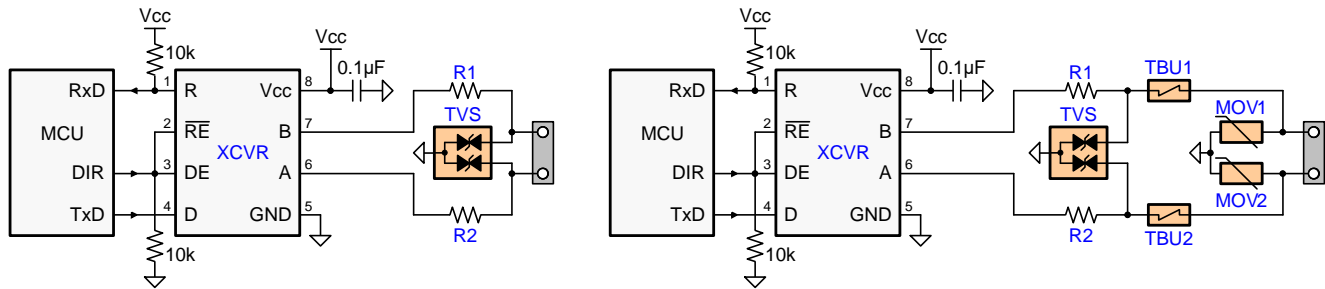 Vcc
10k
Vcc
0.1µF
R1
RxD
1
R
Vcc
8
TVS
MCU
2
RE
B
7
XCVR
DIR
3
DE
A
6
TxD
4
D
GND
5
R2
10k
Vcc
10k
Vcc
0.1µF
R1
TBU1
RxD
1
R
Vcc
8
TVS
MOV1
MCU
2
RE
B
7
XCVR
DIR
3
DE
A
6
MOV2
TxD
4
D
GND
5
R2
TBU2
10k